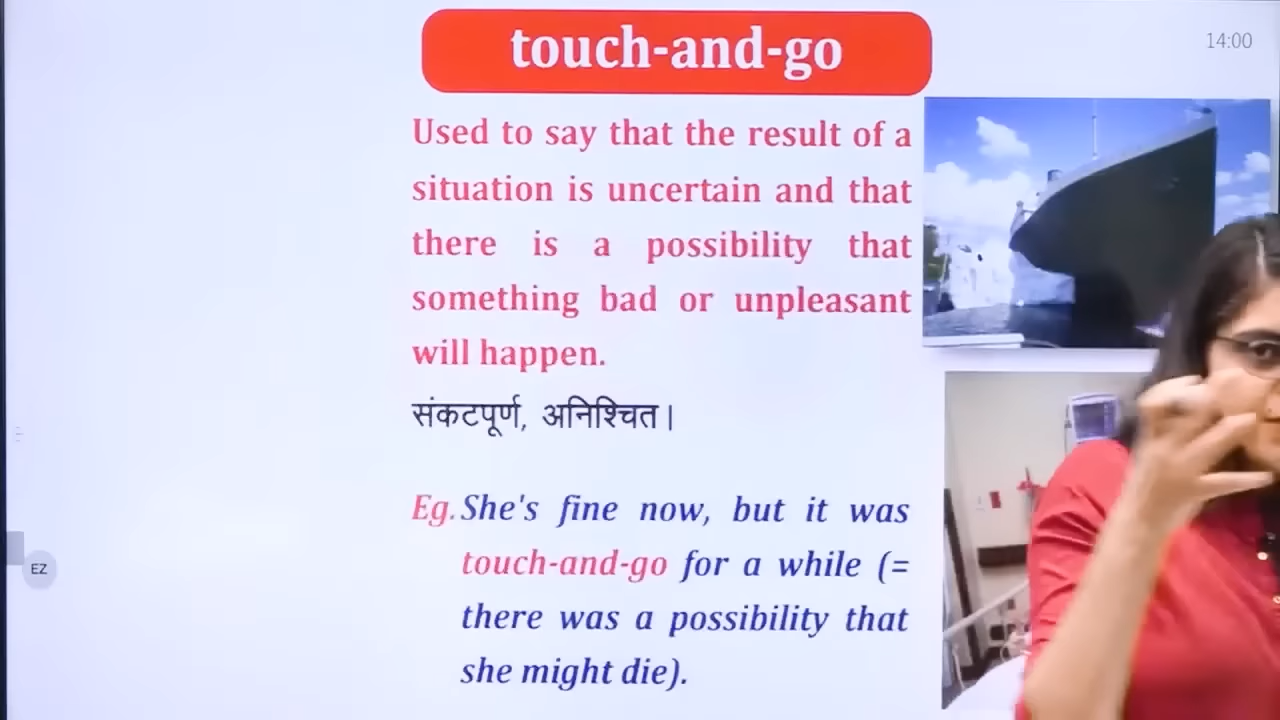 touch-and-go
14:00
Used to say that the result of a
situation is uncertain and that
there is a possibility that
something bad or unpleasant
will happen.
संकटपूर्ण, अनिश्चित।
Eg. She's fine now, but it was
touch-and-go for a while (=
there was a possibility that
she might die).
EZ